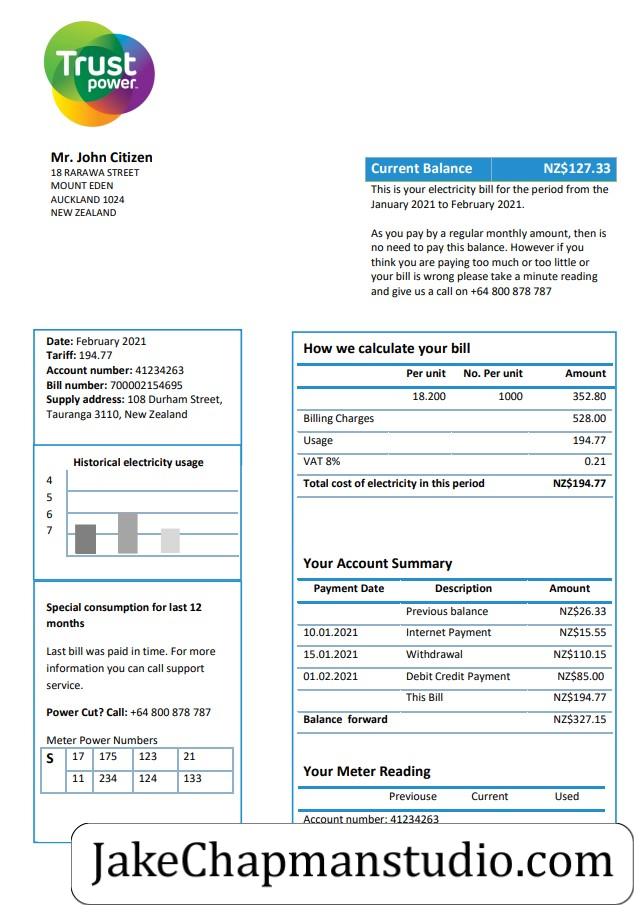 Trust
power
Mr. John Citizen
18 RARAWA STREET
MOUNT EDEN
AUCKLAND 1024
NEW ZEALAND
Current Balance NZ$127.33
This is your electricity bill for the period from the
January 2021 to February 2021.
As you pay by a regular monthly amount, then is
no need to pay this balance. However if you
think you are paying too much or too little or
your bill is wrong please take a minute reading
and give us a call on +64 800 878 787
Date: February 2021
Tariff: 194.77
Account number: 41234263
Bill number: 700002154695
Supply address: 108 Durham Street,
Tauranga 3110, New Zealand
Historical electricity usage
4
5
6
7
Special consumption for last 12
months
Last bill was paid in time. For more
information you can call support
service.
Power Cut? Call: +64 800 878 787
Meter Power Numbers
S 17 175 123 21
11 234 124 133
How we calculate your bill
Per unit No. Per unit Amount
18.200 1000 352.80
Billing Charges 528.00
Usage 194.77
VAT 8% 0.21
Total cost of electricity in this period NZ$194.77
Your Account Summary
Payment Date Description Amount
Previous balance NZ$26.33
10.01.2021 Internet Payment NZ$15.55
15.01.2021 Withdrawal NZ$110.15
01.02.2021 Debit Credit Payment NZ$85.00
This Bill NZ$194.77
Balance forward NZ$327.15
Your Meter Reading
Previouse Current Used
Account number: 41234263
JakeChapmanstudio.com